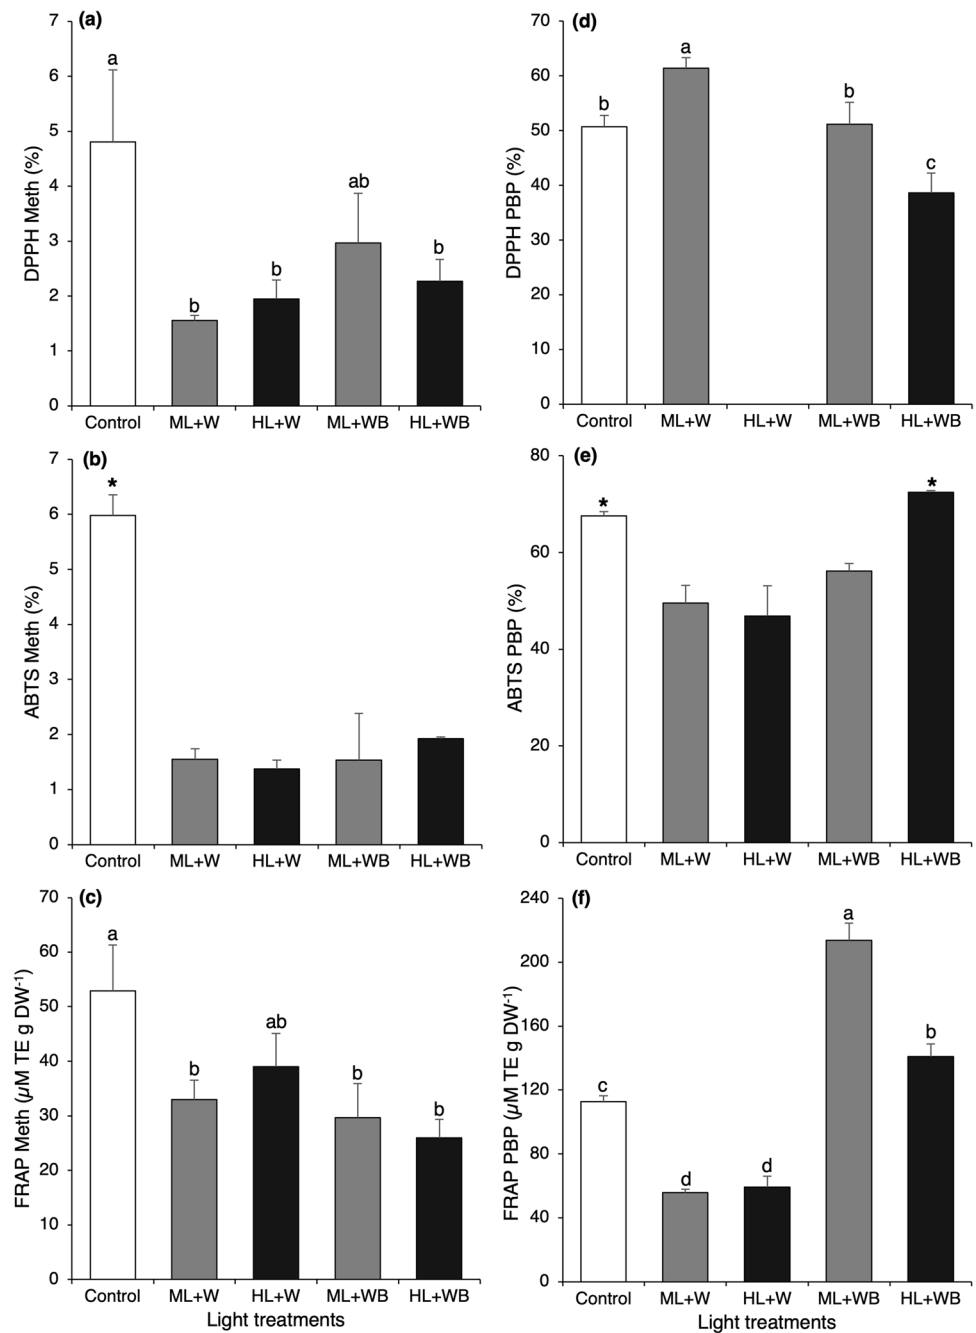 (a)
DPPH Meth (%)
7
6
5
4
3
2
1
0
a
b
b
ab
b
Control ML+W HL+W ML+WB HL+WB
(d)
DPPH PBP (%)
70
60
50
40
30
20
10
0
b
a
b
c
Control ML+W HL+W ML+WB HL+WB
(b)
ABTS Meth (%)
7
6
5
4
3
2
1
0
*
Control ML+W HL+W ML+WB HL+WB
(e)
ABTS PBP (%)
80
60
40
20
0
*
*
Control ML+W HL+W ML+WB HL+WB
(c)
FRAP Meth (µM TE g DW⁻¹)
70
60
50
40
30
20
10
0
a
b
ab
b
b
Control ML+W HL+W ML+WB HL+WB
Light treatments
(f)
FRAP PBP (µM TE g DW⁻¹)
240
200
160
120
80
40
0
c
d
d
a
b
Control ML+W HL+W ML+WB HL+WB
Light treatments